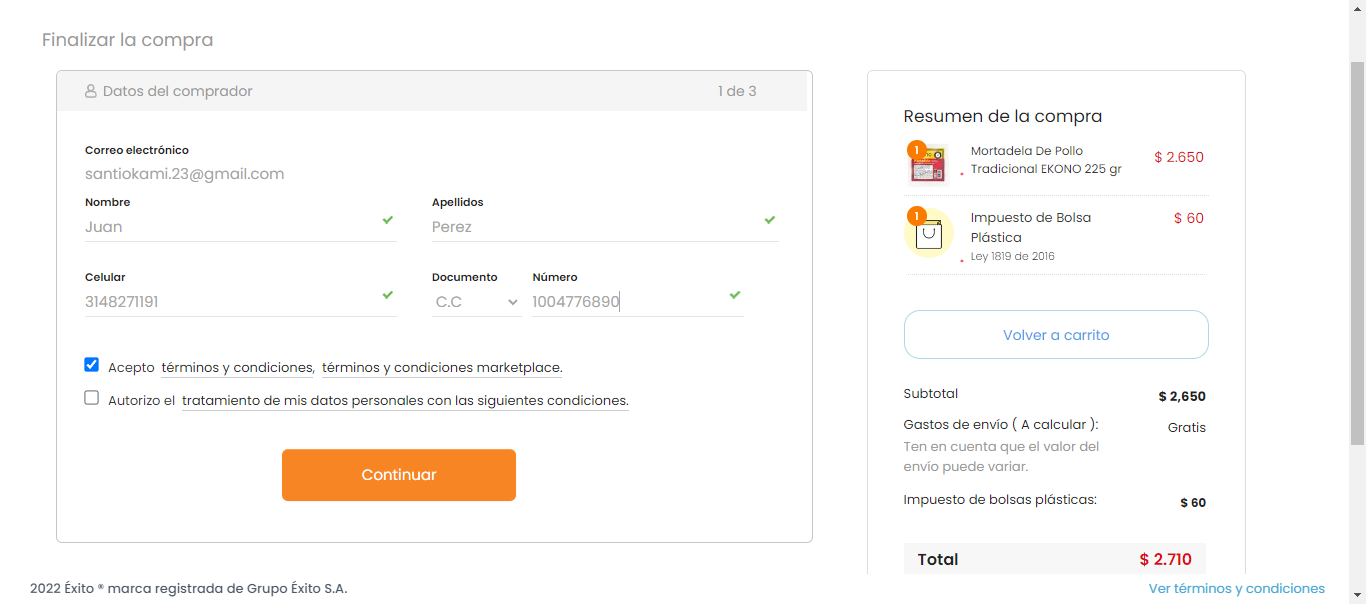 Finalizar la compra
Datos del comprador
1 de 3
Correo electrónico
santiokami.23@gmail.com
Nombre
Apellidos
Juan
Perez
Celular
Documento
Número
3148271191
C.C
1004776890
Acepto términos y condiciones, términos y condiciones marketplace.
Autorizo el tratamiento de mis datos personales con las siguientes condiciones.
Continuar
Resumen de la compra
1
Mortadela De Pollo
Tradicional EKONO 225 gr
$ 2.650
1
Impuesto de Bolsa
Plástica
$ 60
Ley 1819 de 2016
Volver a carrito
Subtotal
$ 2,650
Gastos de envío ( A calcular ):
Gratis
Ten en cuenta que el valor del
envío puede variar.
Impuesto de bolsas plásticas:
$ 60
Total
$ 2.710
2022 Éxito ® marca registrada de Grupo Éxito S.A.
Ver términos y condiciones